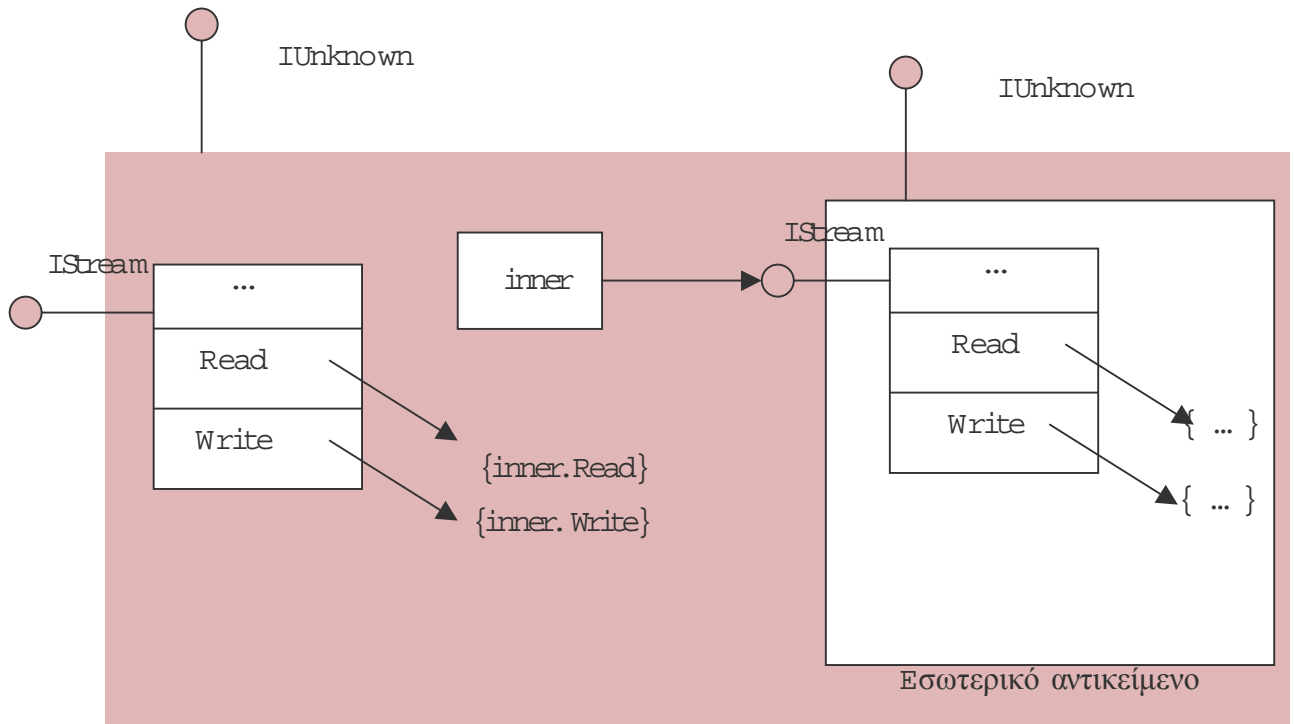 IUnknown
IUnknown
IStream
...
Read
Write
{inner.Read}
{inner.Write}
inner
IStream
...
Read
Write
{ ... }
{ ... }
Εσωτερικό αντικείμενο